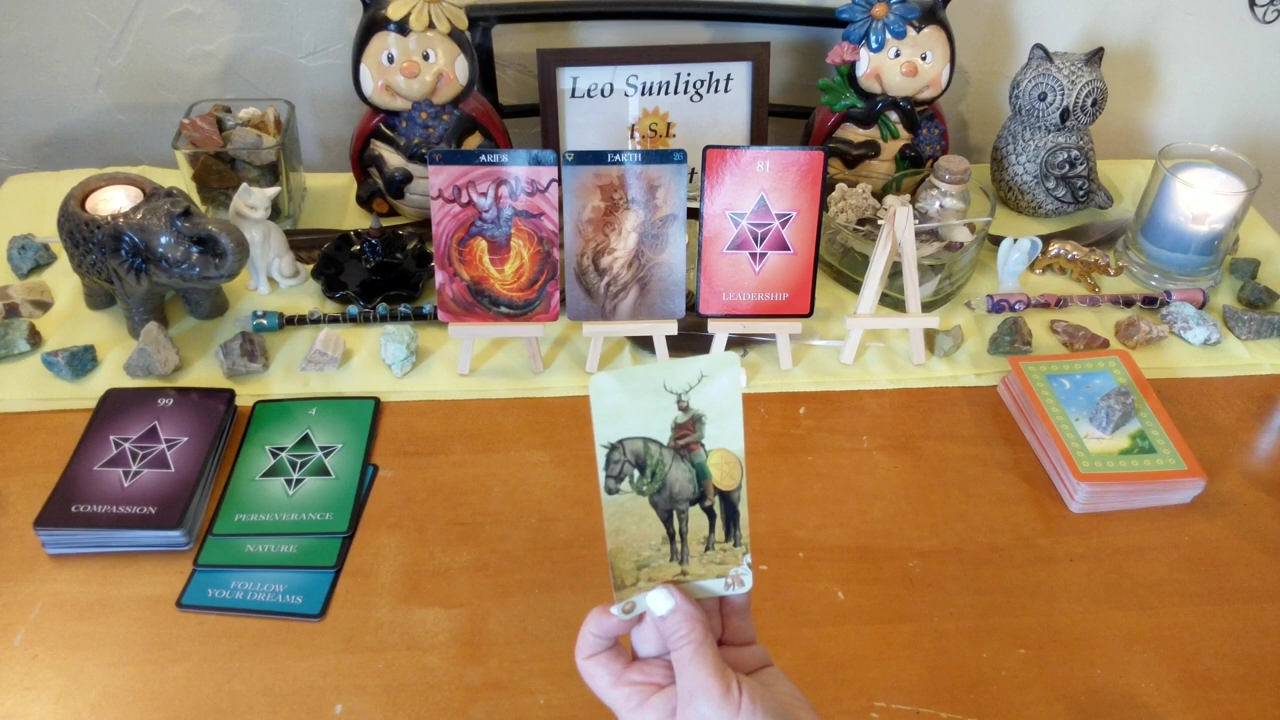 Leo Sunlight
L.S.I.
ARIES
EARTH
26
81
LEADERSHIP
99
COMPASSION
4
PERSEVERANCE
NATURE
FOLLOW
YOUR DREAMS